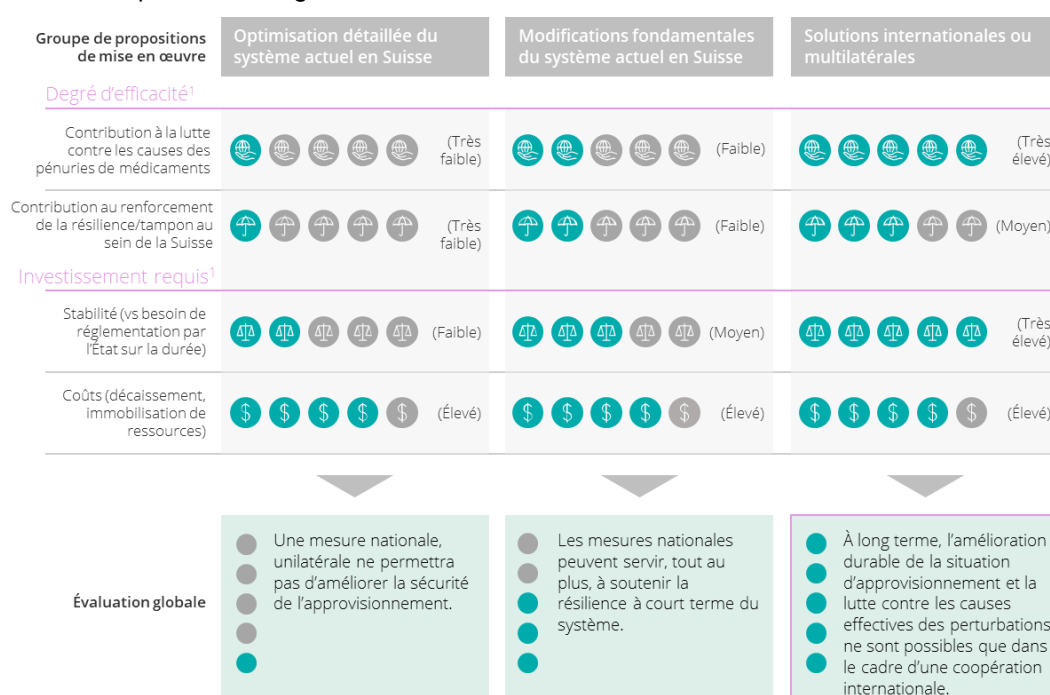 Groupe de propositions
de mise en œuvre
Optimisation détaillée du
système actuel en Suisse
Modifications fondamentales
du système actuel en Suisse
Solutions internationales ou
multilatérales
Degré d'efficacité¹
Contribution à la lutte
contre les causes des
pénuries de médicaments
(Très
faible)
(Faible)
(Très
élevé)
Contribution au renforcement
de la résilience/tampon au
sein de la Suisse
(Très
faible)
(Faible)
(Moyen)
Investissement requis¹
Stabilité (vs besoin de
réglementation par
l'État sur la durée)
(Faible)
(Moyen)
(Très
élevé)
Coûts (décaissement,
immobilisation de
ressources)
$ $ $ $ $
(Élevé)
$ $ $ $ $
(Élevé)
$ $ $ $ $
(Élevé)
Évaluation globale
Une mesure nationale,
unilatérale ne permettra
pas d'améliorer la sécurité
de l'approvisionnement.
Les mesures nationales
peuvent servir, tout au
plus, à soutenir la
résilience à court terme du
système.
À long terme, l'amélioration
durable de la situation
d'approvisionnement et la
lutte contre les causes
effectives des perturbations
ne sont possibles que dans
le cadre d'une coopération
internationale.